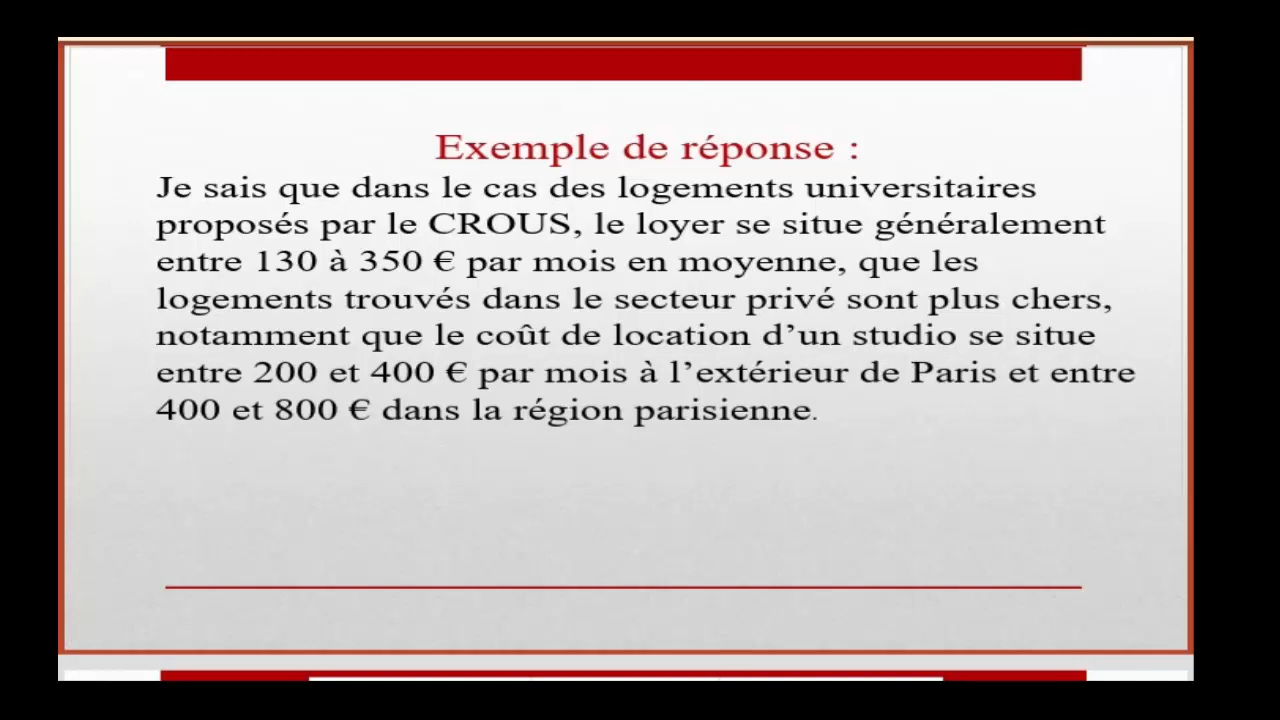 Exemple de réponse :
Je sais que dans le cas des logements universitaires
proposés par le CROUS, le loyer se situe généralement
entre 130 à 350 € par mois en moyenne, que les
logements trouvés dans le secteur privé sont plus chers,
notamment que le coût de location d’un studio se situe
entre 200 et 400 € par mois à l’extérieur de Paris et entre
400 et 800 € dans la région parisienne.